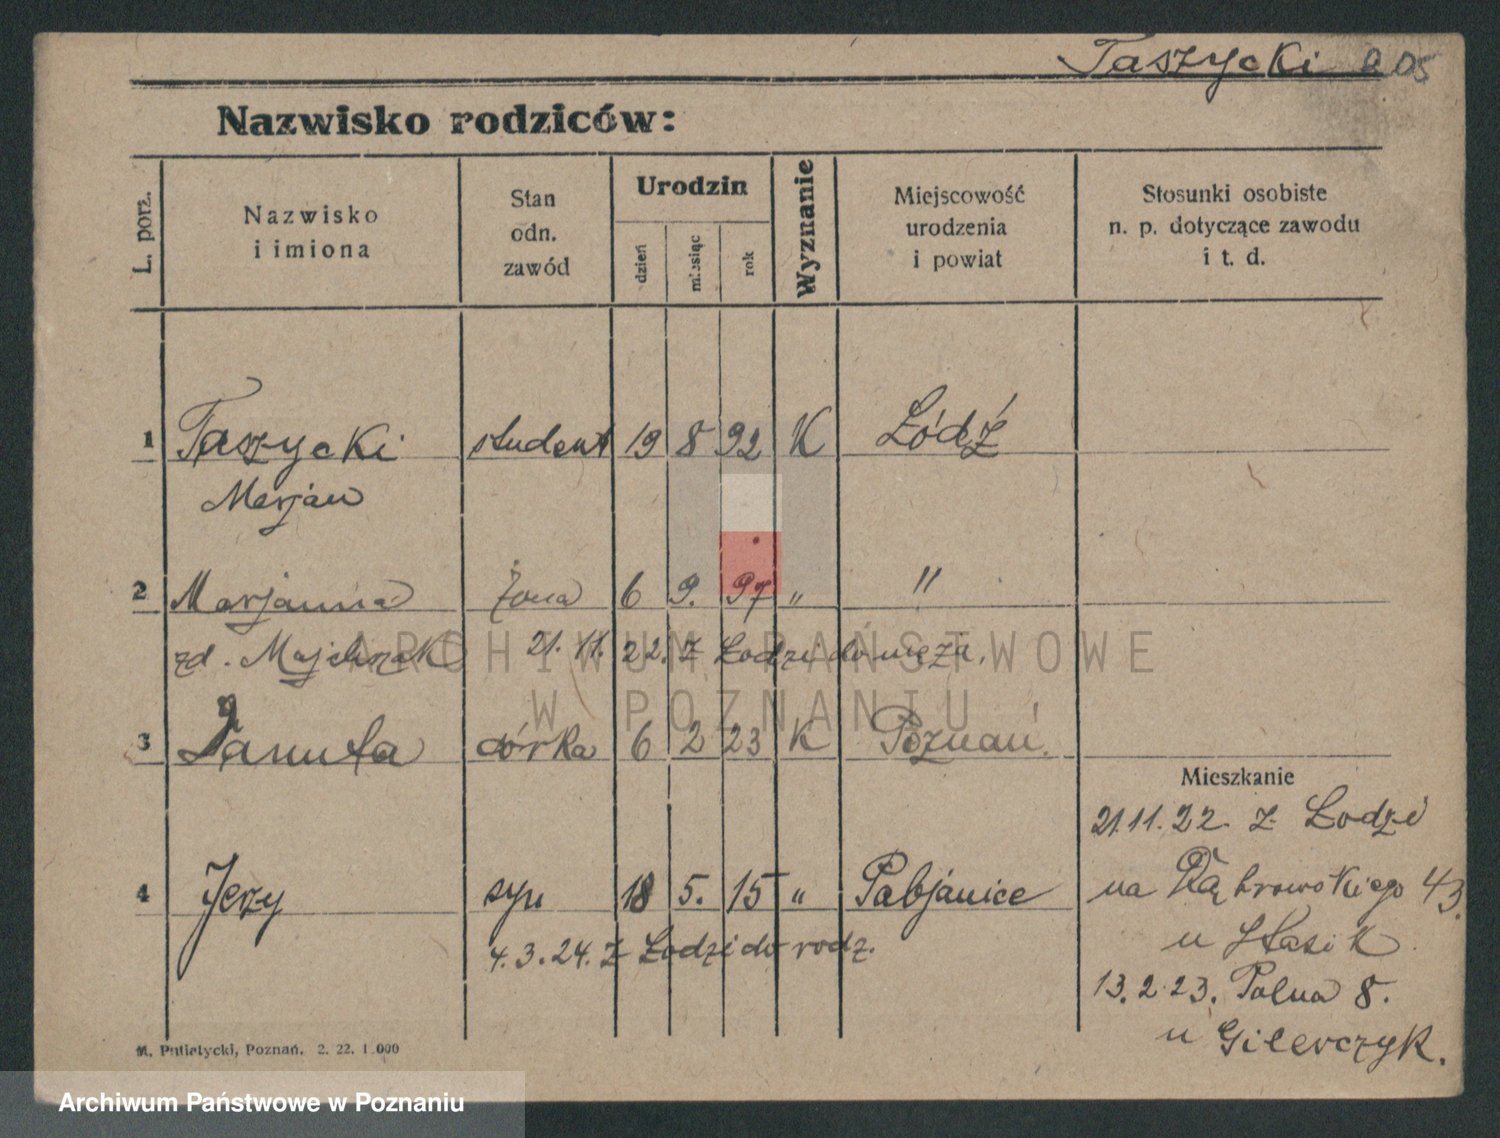 Taszycki 205
Nazwisko rodziców:
L. porz.
Nazwisko
i imiona
Stan
odn.
zawód
Urodzin
dzień
miesiąc
rok
Wyznanie
Miejscowość
urodzenia
i powiat
Stosunki osobiste
n. p. dotyczące zawodu
i t. d.
1 Taszycki student 19 8 92 K Łódź
Marjan
2 Marjanna żona 6 9. 97 „ "
zd. Majchrzak 21. 11. 22. z Łodzi do męża.
ARCHIWUM PAŃSTWOWE
W POZNANIU
3 Danuta córka 6 2 23 K Poznań.
Mieszkanie
21.11.22. z Łodzi
4 Jerzy syn 18 5. 15 „ Pabjanice
na Dąbrowskiego 43.
4.3.24. z Łodzi do rodz.
u Stasik
13.2.23. Polna 8.
u Gilerczyk.
M. Putiatycki, Poznań. 2. 22. 1.000
Archiwum Państwowe w Poznaniu